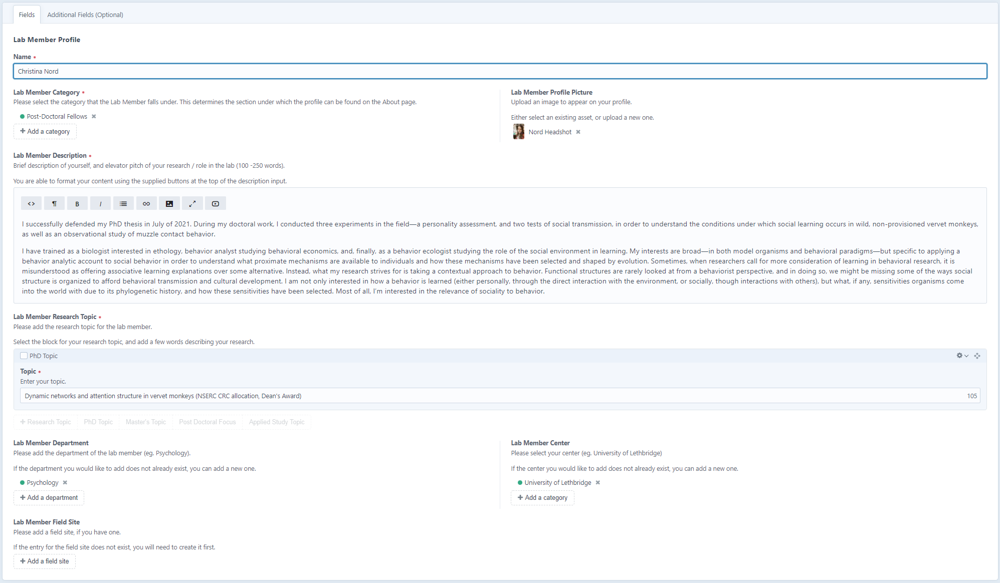 Fields
Additional Fields (Optional)
Lab Member Profile
Name *
Christina Nord
Lab Member Category *
Please select the category that the Lab Member falls under. This determines the section under which the profile can be found on the About page.
Post-Doctoral Fellows ✖
+ Add a category
Lab Member Profile Picture
Upload an image to appear on your profile.
Either select an existing asset, or upload a new one.
Nord Headshot ✖
Lab Member Description *
Brief description of yourself, and elevator pitch of your research / role in the lab (100 -250 words).
You are able to format your content using the supplied buttons at the top of the description input.
<> ¶ B I
I successfully defended my PhD thesis in July of 2021. During my doctoral work, I conducted three experiments in the field—a personality assessment, and two tests of social transmission, in order to understand the conditions under which social learning occurs in wild, non-provisioned vervet monkeys,
as well as an observational study of muzzle contact behavior.
I have trained as a biologist interested in ethology, behavior analyst studying behavioral economics, and, finally, as a behavior ecologist studying the role of the social environment in learning. My interests are broad—in both model organisms and behavioral paradigms—but specific to applying a
behavior analytic account to social behavior in order to understand what proximate mechanisms are available to individuals and how these mechanisms have been selected and shaped by evolution. Sometimes, when researchers call for more consideration of learning in behavioral research, it is
misunderstood as offering associative learning explanations over some alternative. Instead, what my research strives for is taking a contextual approach to behavior. Functional structures are rarely looked at from a behaviorist perspective, and in doing so, we might be missing some of the ways social
structure is organized to afford behavioral transmission and cultural development. I am not only interested in how a behavior is learned (either personally, through the direct interaction with the environment, or socially, though interactions with others), but what, if any, sensitivities organisms come
into the world with due to its phylogenetic history, and how these sensitivities have been selected. Most of all, I'm interested in the relevance of sociality to behavior.
Lab Member Research Topic *
Please add the research topic for the lab member.
Select the block for your research topic, and add a few words describing your research.
PhD Topic
Topic *
Enter your topic.
Dynamic networks and attention structure in vervet monkeys (NSERC CRC allocation, Dean's Award)
105
+ Research Topic
PhD Topic
Master's Topic
Post Doctoral Focus
Applied Study Topic
Lab Member Department
Please add the department of the lab member (eg. Psychology).
If the department you would like to add does not already exist, you can add a new one.
Psychology ✖
+ Add a department
Lab Member Center
Please select your center (eg. University of Lethbridge)
If the center you would like to add does not already exist, you can add a new one.
University of Lethbridge ✖
+ Add a category
Lab Member Field Site
Please add a field site, if you have one.
If the entry for the field site does not exist, you will need to create it first.
+ Add a field site